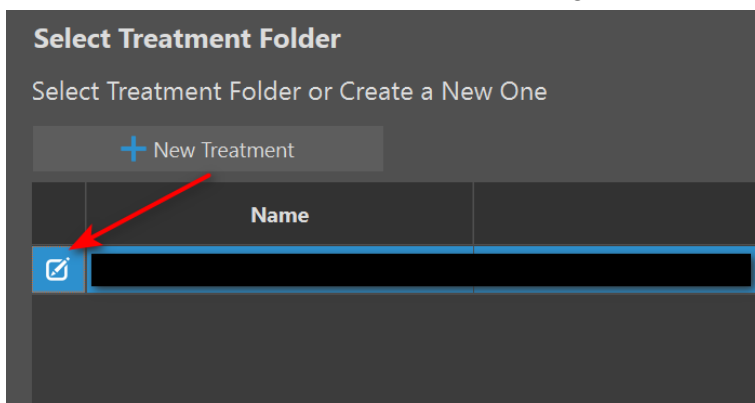 Select Treatment Folder
Select Treatment Folder or Create a New One
New Treatment
Name